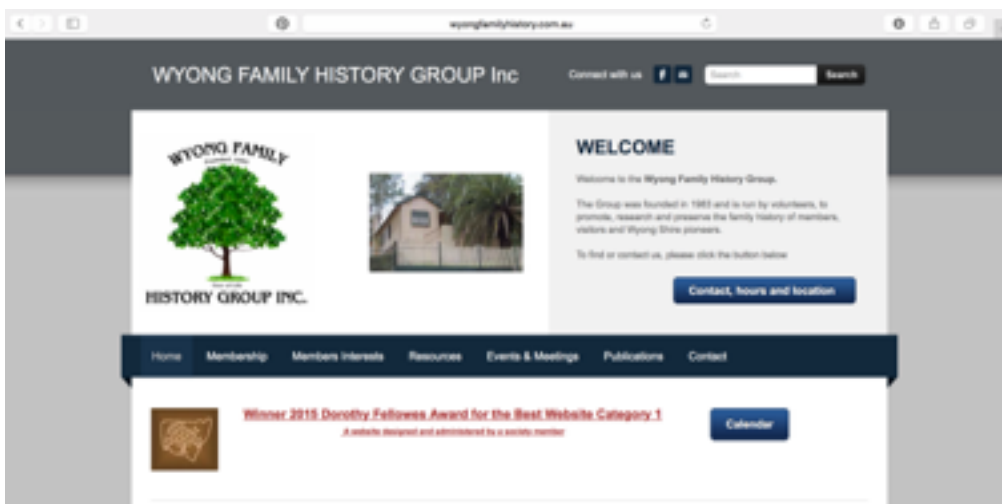 wyongfamilyhistory.com.au
WYONG FAMILY HISTORY GROUP Inc
Connect with us
Search
Search
WYONG FAMILY
HISTORY GROUP INC.
WELCOME
Welcome to the Wyong Family History Group.
The Group was founded in 1983 and is run by volunteers, to
promote, research and preserve the family history of members,
visitors and Wyong Shire pioneers.
To find or contact us, please click the button below
Contact, hours and location
Home Membership Members Interests Resources Events & Meetings Publications Contact
Winner 2015 Dorothy Fellowes Award for the Best Website Category 1
A website designed and administered by a society member
Calendar